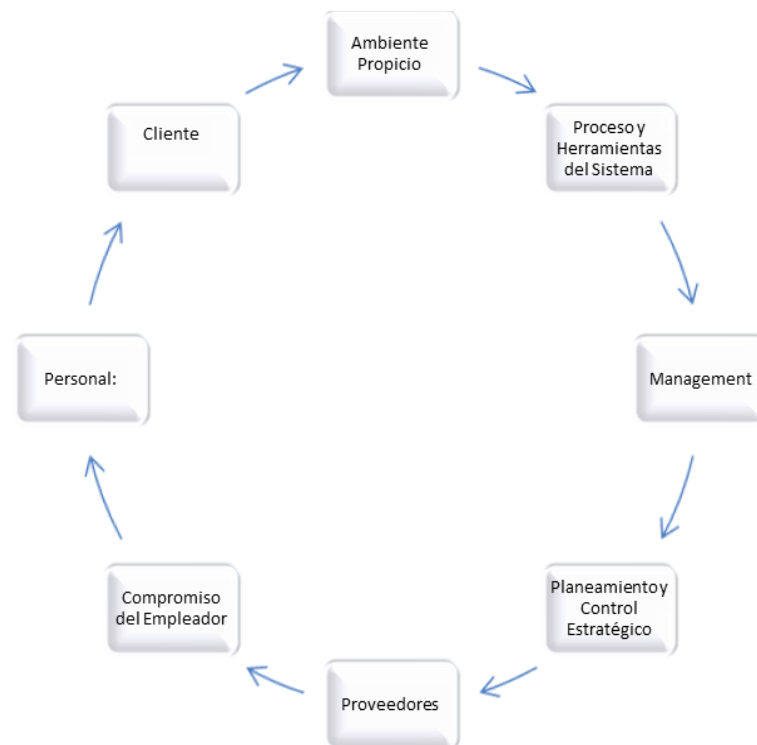 Ambiente
Propicio
Proceso y
Herramientas
del Sistema
Management
Planeamiento y
Control
Estratégico
Proveedores
Compromiso
del Empleador
Personal:
Cliente